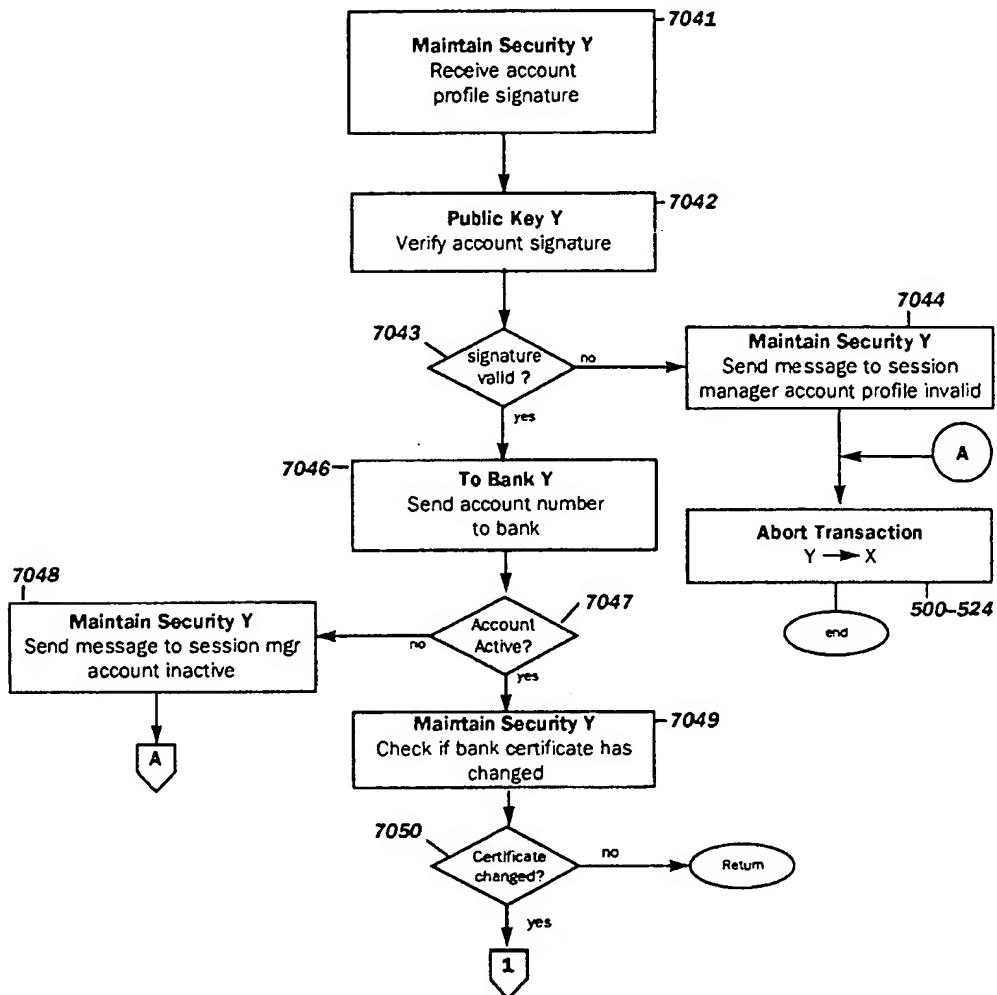 7041
Maintain Security Y
Receive account
profile signature
7042
Public Key Y
Verify account signature
7043
signature
valid ?
no
yes
7044
Maintain Security Y
Send message to session
manager account profile invalid
A
Abort Transaction
Y → X
500-524
end
7046
To Bank Y
Send account number
to bank
7047
Account
Active?
no
yes
7048
Maintain Security Y
Send message to session mgr
account inactive
A
7049
Maintain Security Y
Check if bank certificate has
changed
7050
Certificate
changed?
no
Return
yes
1